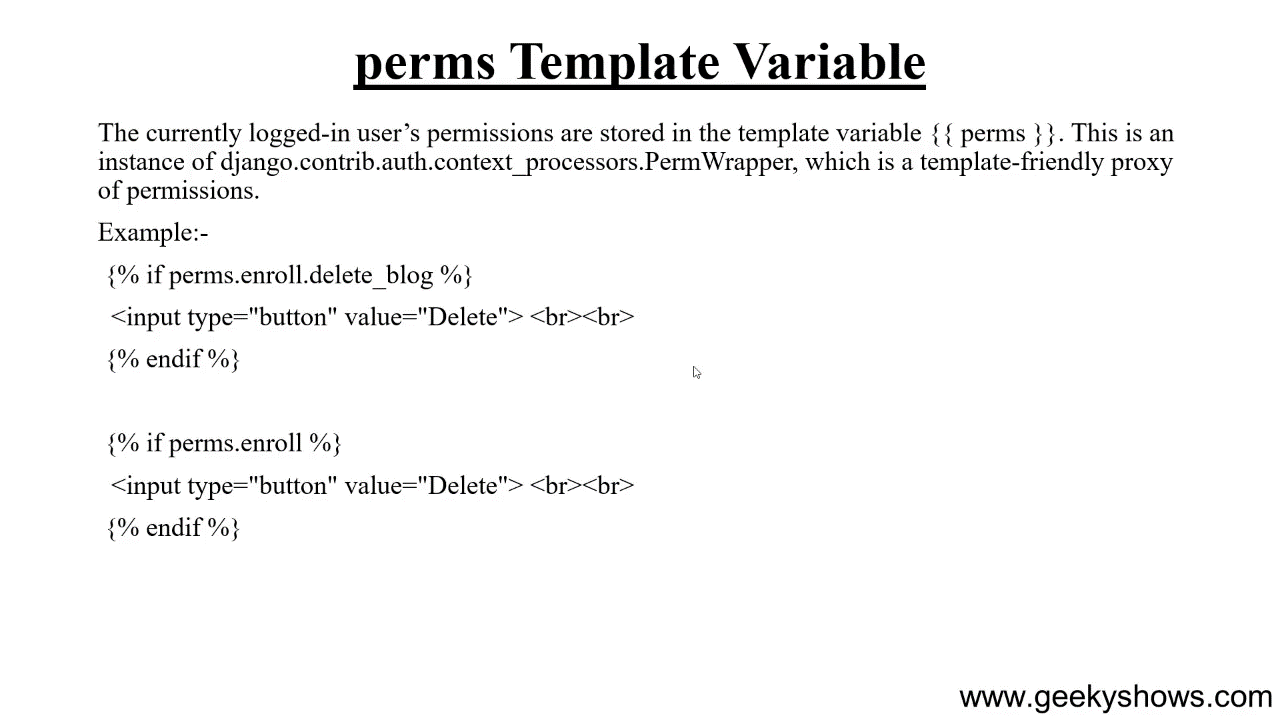 perms Template Variable
The currently logged-in user’s permissions are stored in the template variable {{ perms }}. This is an
instance of django.contrib.auth.context_processors.PermWrapper, which is a template-friendly proxy
of permissions.
Example:-
{% if perms.enroll.delete_blog %}
<input type="button" value="Delete"> <br><br>
{% endif %}
{% if perms.enroll %}
<input type="button" value="Delete"> <br><br>
{% endif %}
www.geekyshows.com